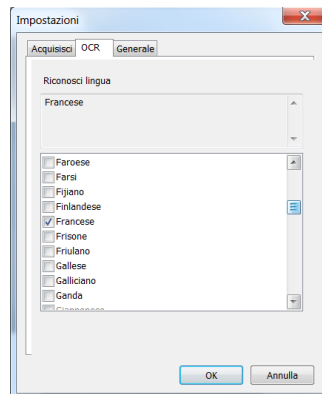 Impostazioni
Acquisisci OCR Generale
Riconosci lingua
Francese
Faroese
Farsi
Fijiano
Finlandese
Francese
Frisone
Friulano
Gallese
Galliciano
Ganda
Giapponese
OK Annulla